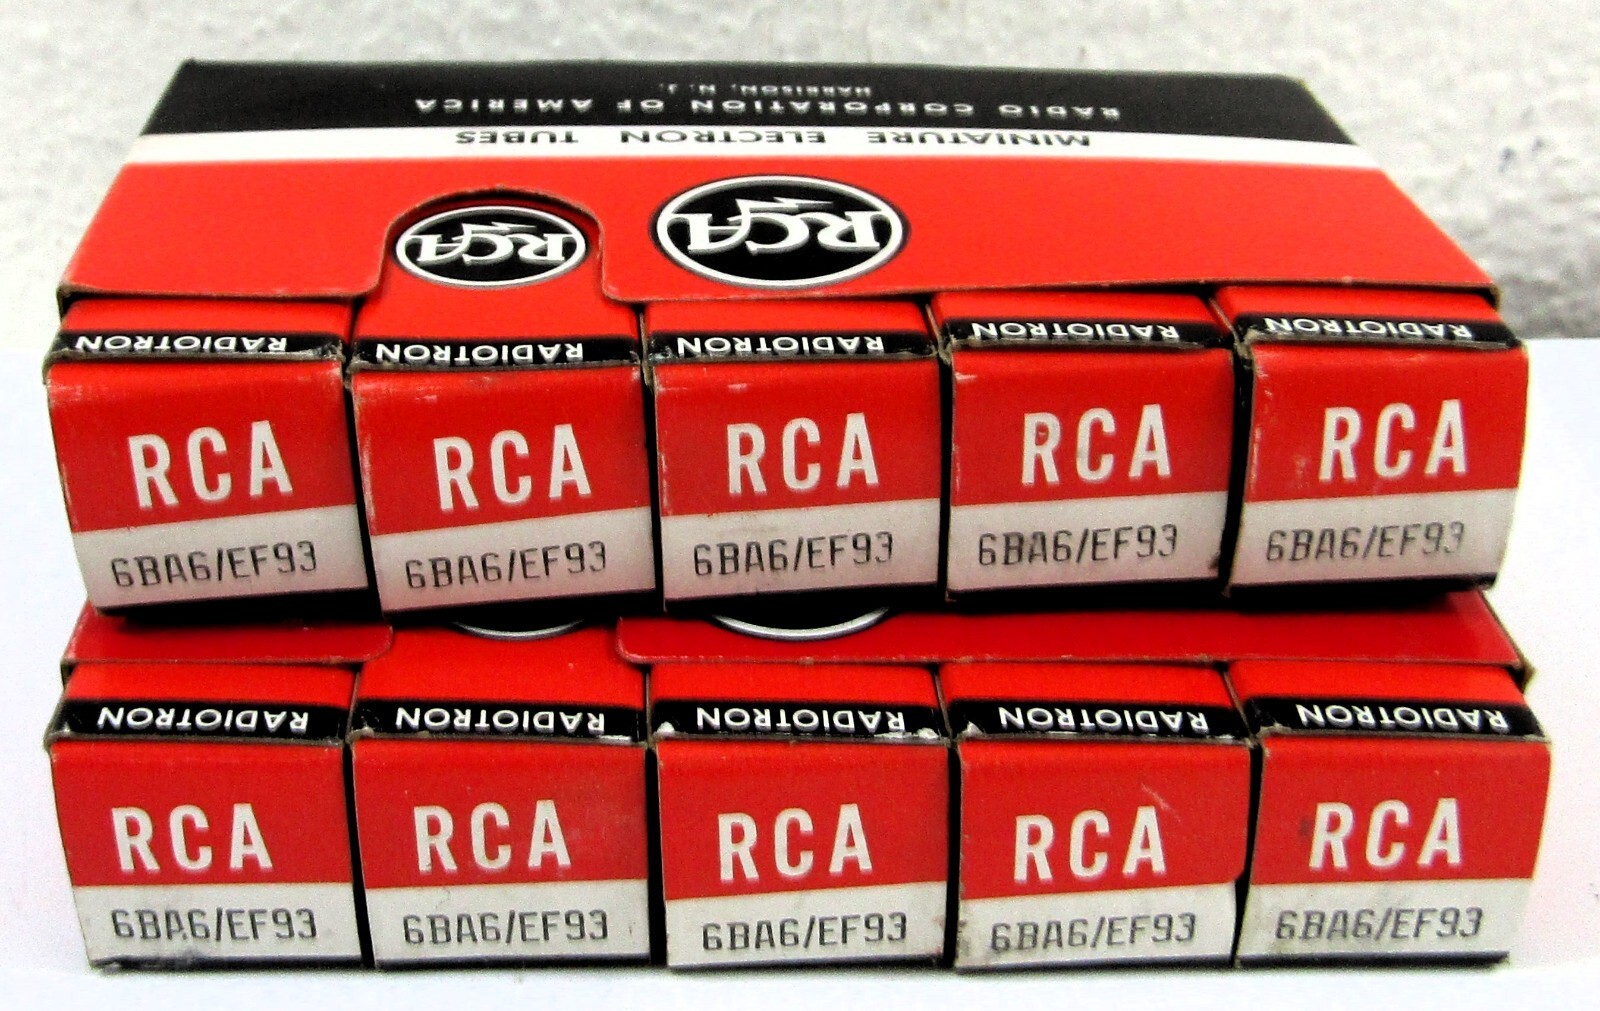 HARRISON, N. J.
RADIO CORPORATION OF AMERICA
MINIATURE ELECTRON TUBES
RCA
RCA
RADIOTRON
RADIOTRON
RADIOTRON
RADIOTRON
RADIOTRON
RCA
RCA
RCA
RCA
RCA
6BA6/EF93
6BA6/EF93
6BA6/EF93
6BA6/EF93
6BA6/EF93
RADIOTRON
RADIOTRON
RADIOTRON
RADIOTRON
RADIOTRON
RCA
RCA
RCA
RCA
RCA
6BA6/EF93
6BA6/EF93
6BA6/EF93
6BA6/EF93
6BA6/EF93